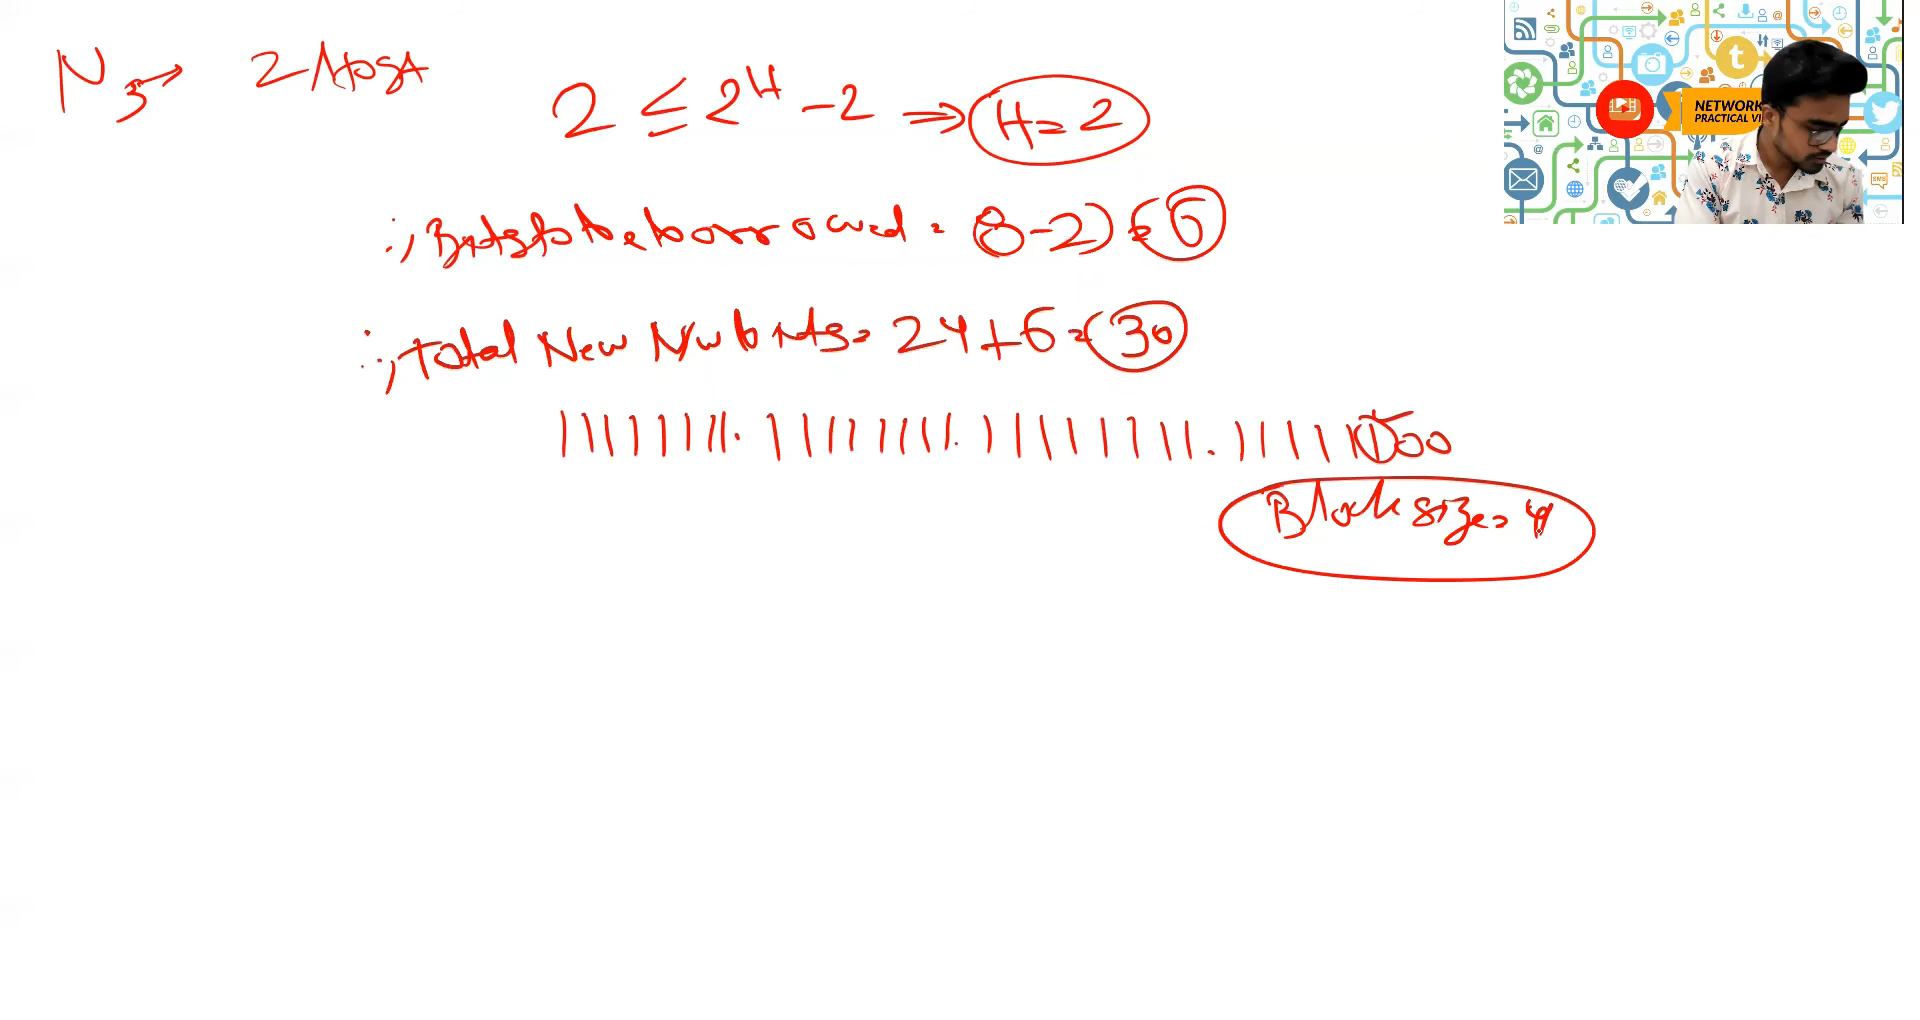 N3 → 2 Host
2 ≤ 2^H - 2 ⇒ H = 2
NETWORK
PRACTICAL VI
∴ Bits to be borrowed = (8-2) = 6
∴ Total New N/w bits = 24+6 = 30
11111111.11111111.11111111.11111100
Block size = 4